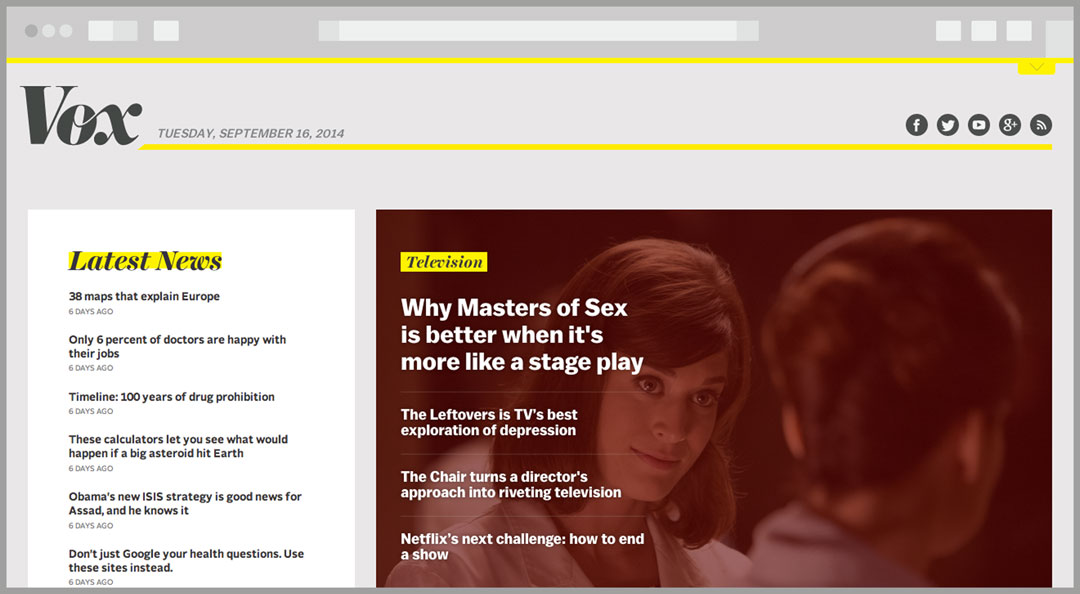 Vox
TUESDAY, SEPTEMBER 16, 2014
f
g+
Latest News
38 maps that explain Europe
6 DAYS AGO
Only 6 percent of doctors are happy with
their jobs
6 DAYS AGO
Timeline: 100 years of drug prohibition
6 DAYS AGO
These calculators let you see what would
happen if a big asteroid hit Earth
6 DAYS AGO
Obama's new ISIS strategy is good news for
Assad, and he knows it
6 DAYS AGO
Don't just Google your health questions. Use
these sites instead.
6 DAYS AGO
Television
Why Masters of Sex
is better when it's
more like a stage play
The Leftovers is TV's best
exploration of depression
The Chair turns a director's
approach into riveting television
Netflix's next challenge: how to end
a show